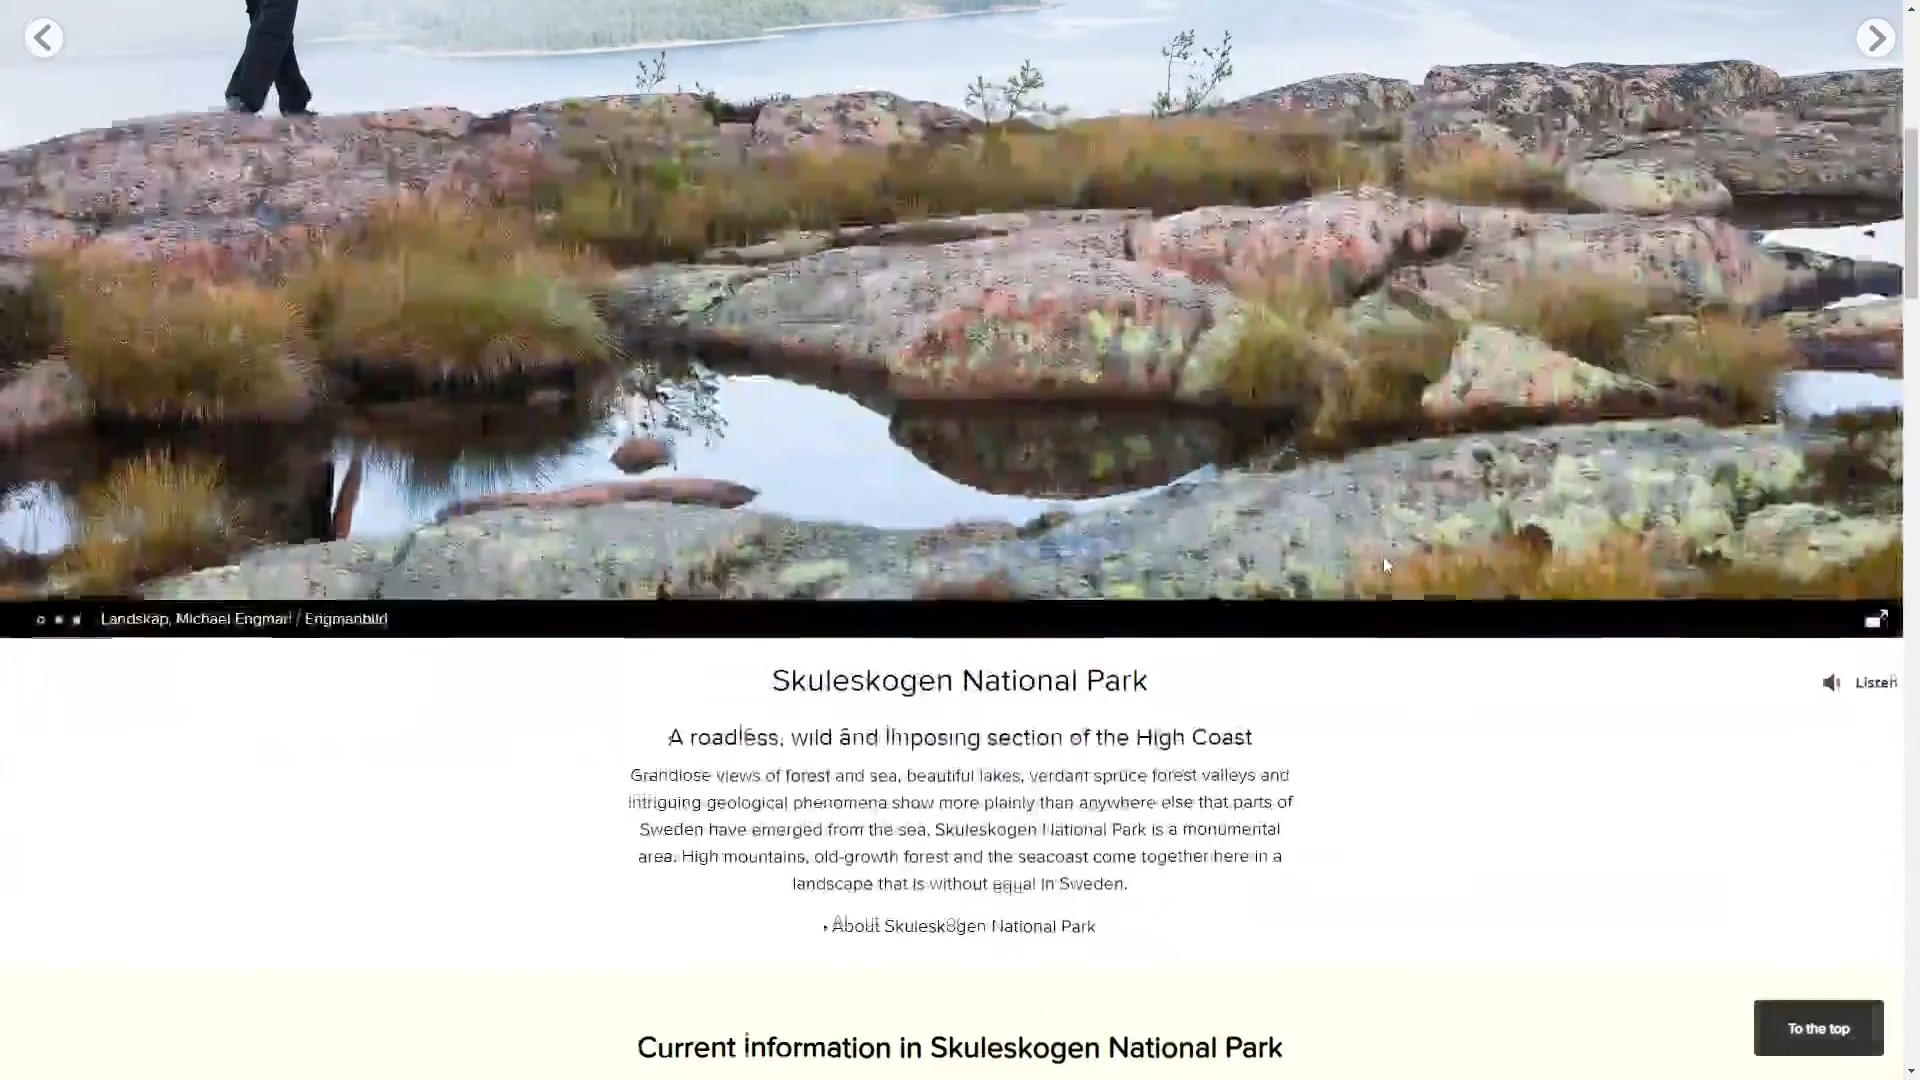 Landskap, Michael Engman / Engmanbild
Skuleskogen National Park
Listen
A roadless, wild and imposing section of the High Coast
Grandiose views of forest and sea, beautiful lakes, verdant spruce forest valleys and
intriguing geological phenomena show more plainly than anywhere else that parts of
Sweden have emerged from the sea. Skuleskogen National Park is a monumental
area. High mountains, old-growth forest and the seacoast come together here in a
landscape that is without equal in Sweden.
About Skuleskogen National Park
To the top
Current information in Skuleskogen National Park